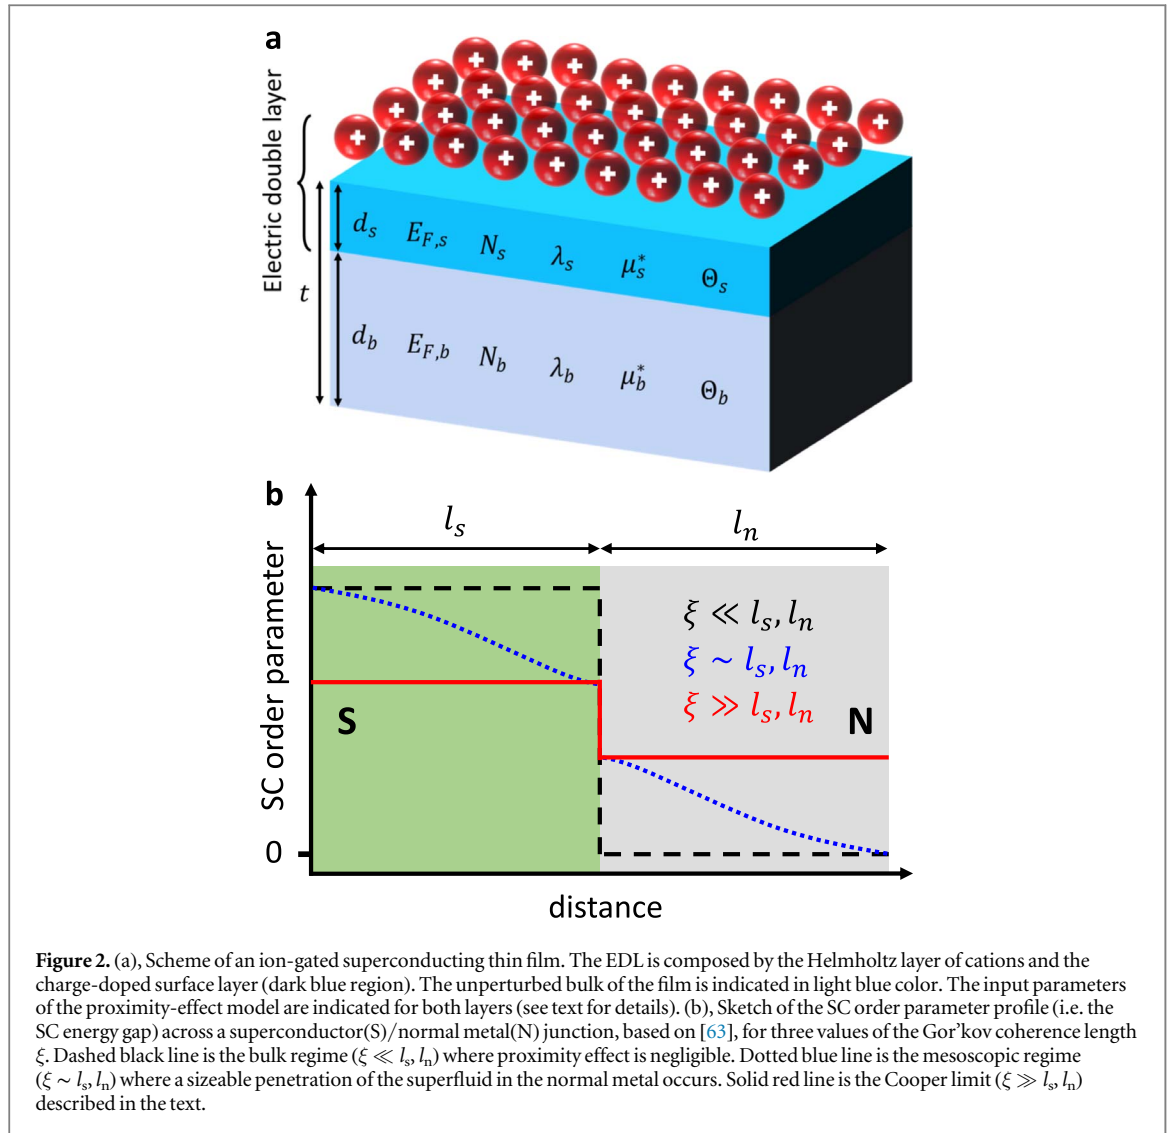 a
Electric double layer
t
d_s E_{F,s} N_s λ_s μ_s^* Θ_s
d_b E_{F,b} N_b λ_b μ_b^* Θ_b
b
l_s l_n
SC order parameter
ξ ≪ l_s, l_n
ξ ~ l_s, l_n
ξ ≫ l_s, l_n
S N
0
distance
Figure 2. (a), Scheme of an ion-gated superconducting thin film. The EDL is composed by the Helmholtz layer of cations and the
charge-doped surface layer (dark blue region). The unperturbed bulk of the film is indicated in light blue color. The input parameters
of the proximity-effect model are indicated for both layers (see text for details). (b), Sketch of the SC order parameter profile (i.e. the
SC energy gap) across a superconductor(S)/normal metal(N) junction, based on [63], for three values of the Gor'kov coherence length
ξ. Dashed black line is the bulk regime (ξ ≪ l_s, l_n) where proximity effect is negligible. Dotted blue line is the mesoscopic regime
(ξ ~ l_s, l_n) where a sizeable penetration of the superfluid in the normal metal occurs. Solid red line is the Cooper limit (ξ ≫ l_s, l_n)
described in the text.